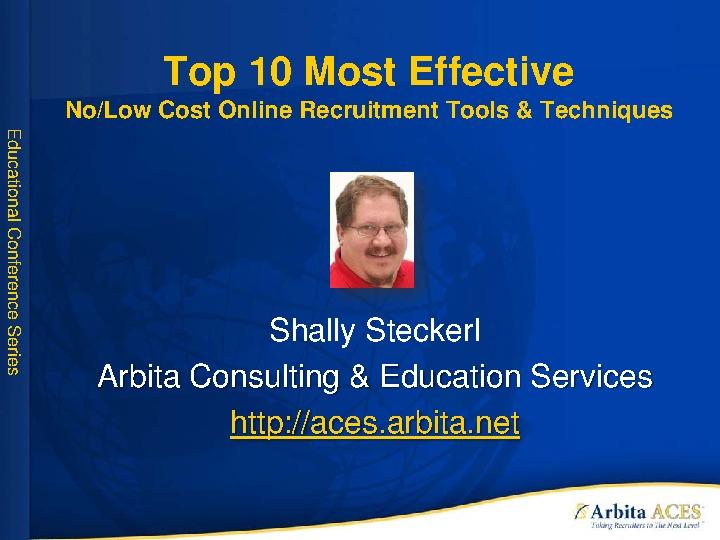 Top 10 Most Effective
No/Low Cost Online Recruitment Tools & Techniques
Educational Conference Series
Shally Steckerl
Arbita Consulting & Education Services
http://aces.arbita.net
Arbita ACES
Taking Recruiters to The Next Level